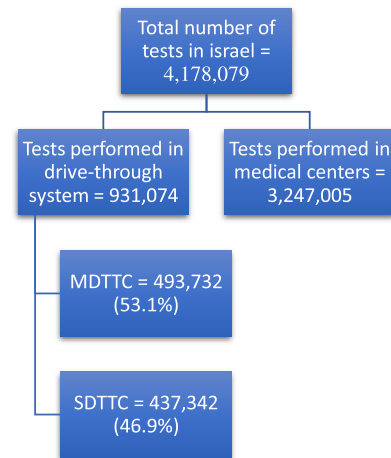 Total number of
tests in israel =
4,178,079
Tests performed in
drive-through
system = 931,074
Tests performed in
medical centers =
3,247,005
MDTTC = 493,732
(53.1%)
SDTTC = 437,342
(46.9%)